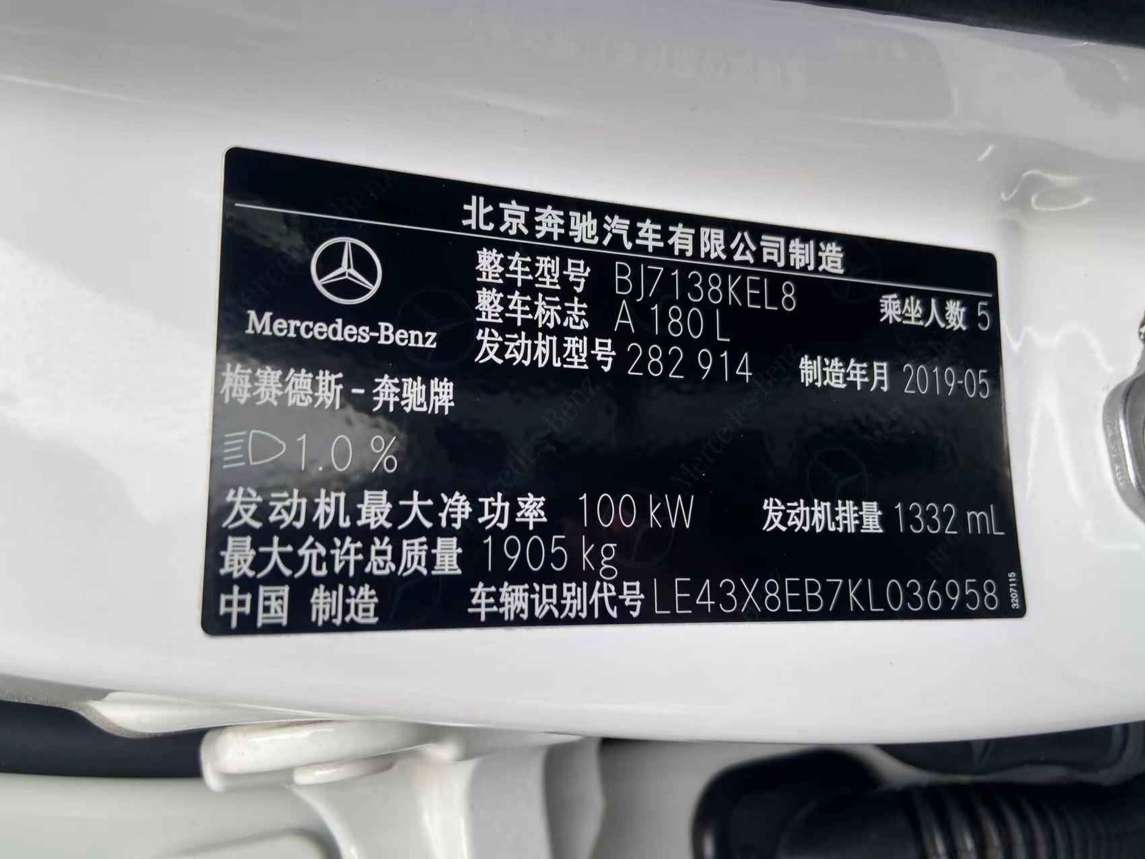 北京奔驰汽车有限公司制造
整车型号 BJ7138KEL8 乘坐人数 5
整车标志 A 180 L
发动机型号 282 914 制造年月 2019-05
Mercedes-Benz
梅赛德斯-奔驰牌
1.0 %
发动机最大净功率 100 kW 发动机排量 1332 mL
最大允许总质量 1905 kg
中国 制造 车辆识别代号 LE43X8EB7KL036958
3207115